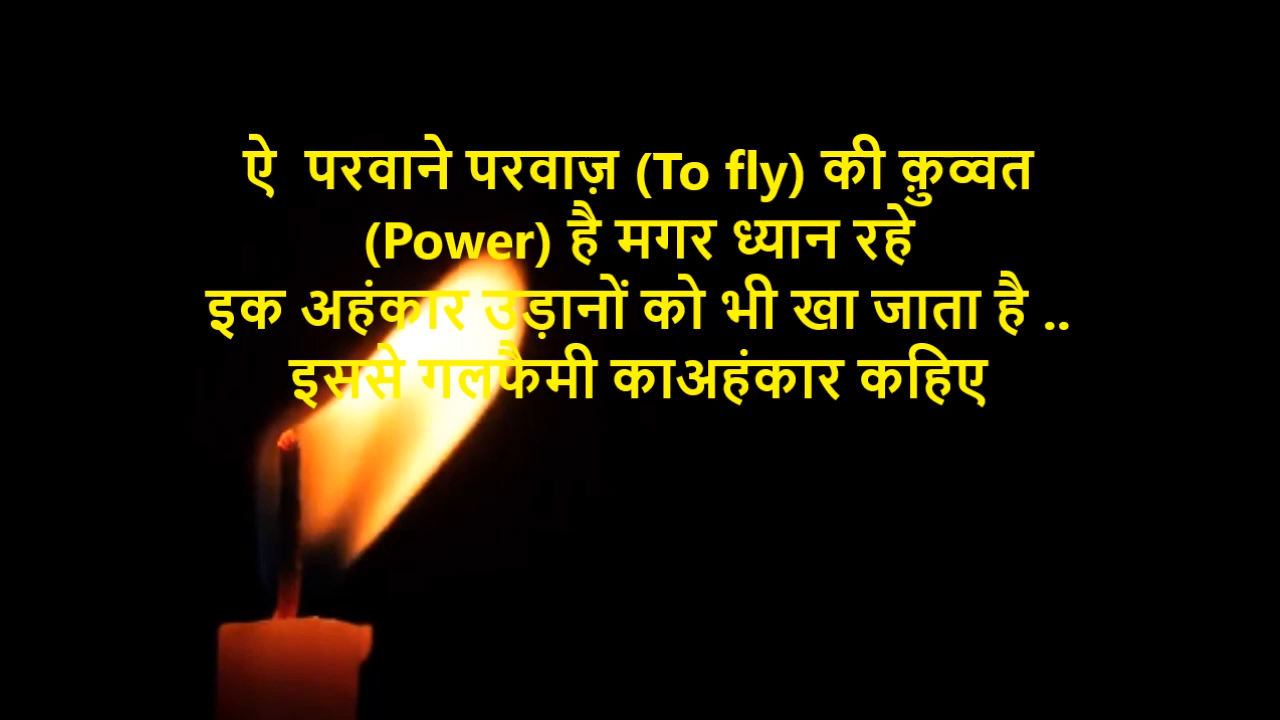 ऐ  परवाने परवाज़ (To fly) की क़ुव्वत
(Power) है मगर ध्यान रहे
इक अहंकार उड़ानों को भी खा जाता है ..
इससे गलफैमी काअहंकार कहिए